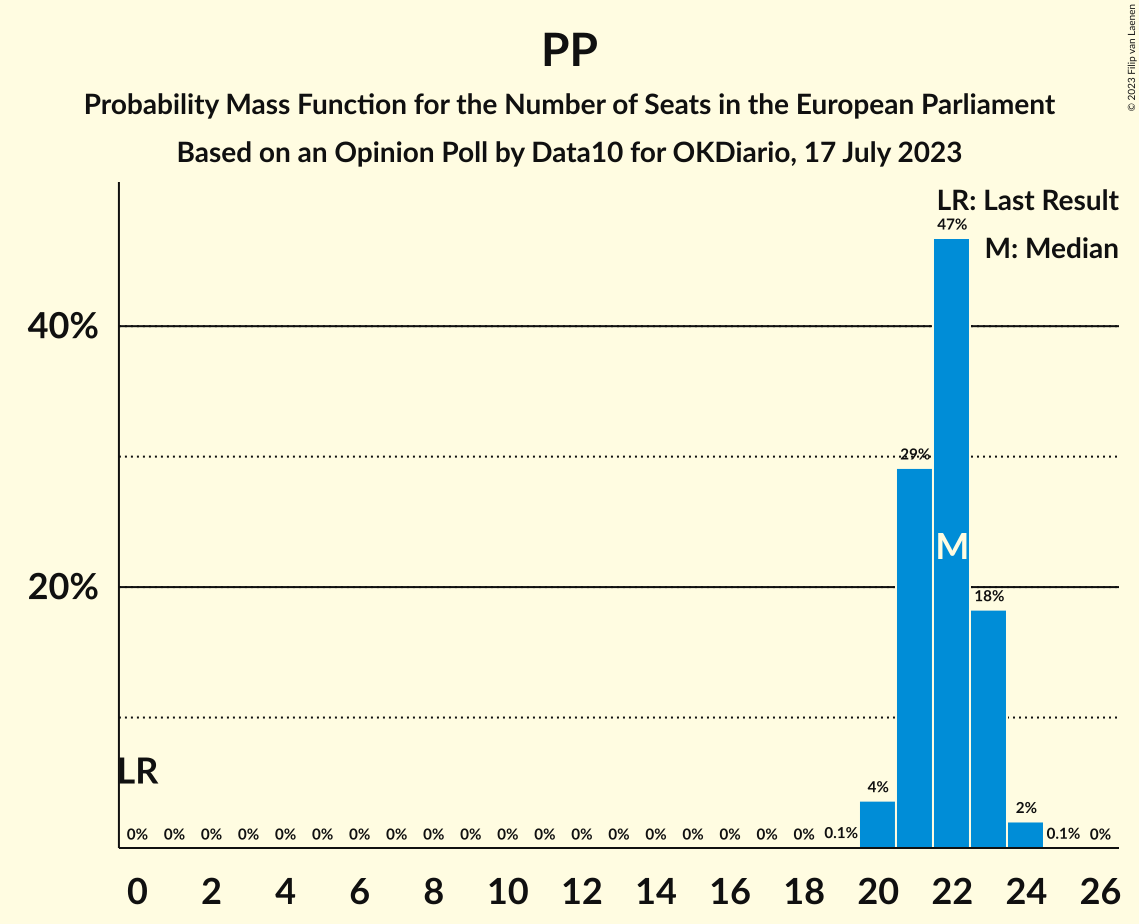 PP
Probability Mass Function for the Number of Seats in the European Parliament
Based on an Opinion Poll by Data10 for OKDiario, 17 July 2023
© 2023 Filip van Laenen
LR: Last Result
M: Median
47%
40%
29%
M
20%
18%
LR
4%
2%
0% 0% 0% 0% 0% 0% 0% 0% 0% 0% 0% 0% 0% 0% 0% 0% 0% 0% 0% 0.1% 0.1% 0%
0 2 4 6 8 10 12 14 16 18 20 22 24 26